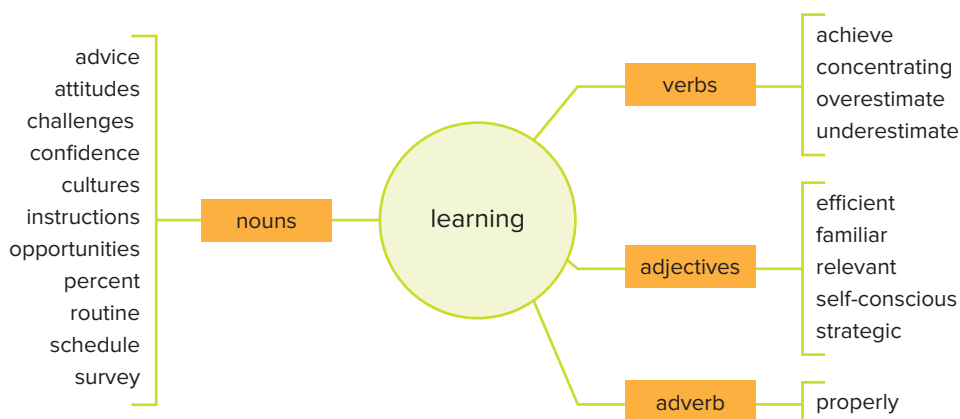 advice
attitudes
challenges
confidence
cultures
instructions
opportunities
percent
routine
schedule
survey
nouns
learning
verbs
achieve
concentrating
overestimate
underestimate
adjectives
efficient
familiar
relevant
self-conscious
strategic
adverb
properly